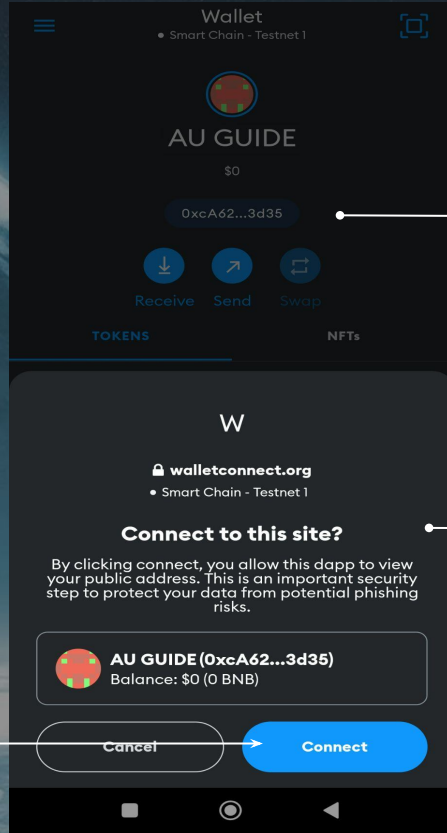 Wallet
• Smart Chain - Testnet 1
AU GUIDE
$0
0xcA62...3d35
Receive Send Swap
TOKENS NFTs
W
walletconnect.org
• Smart Chain - Testnet 1
Connect to this site?
By clicking connect, you allow this dapp to view
your public address. This is an important security
step to protect your data from potential phishing
risks.
AU GUIDE (0xcA62...3d35)
Balance: $0 (0 BNB)
Cancel Connect